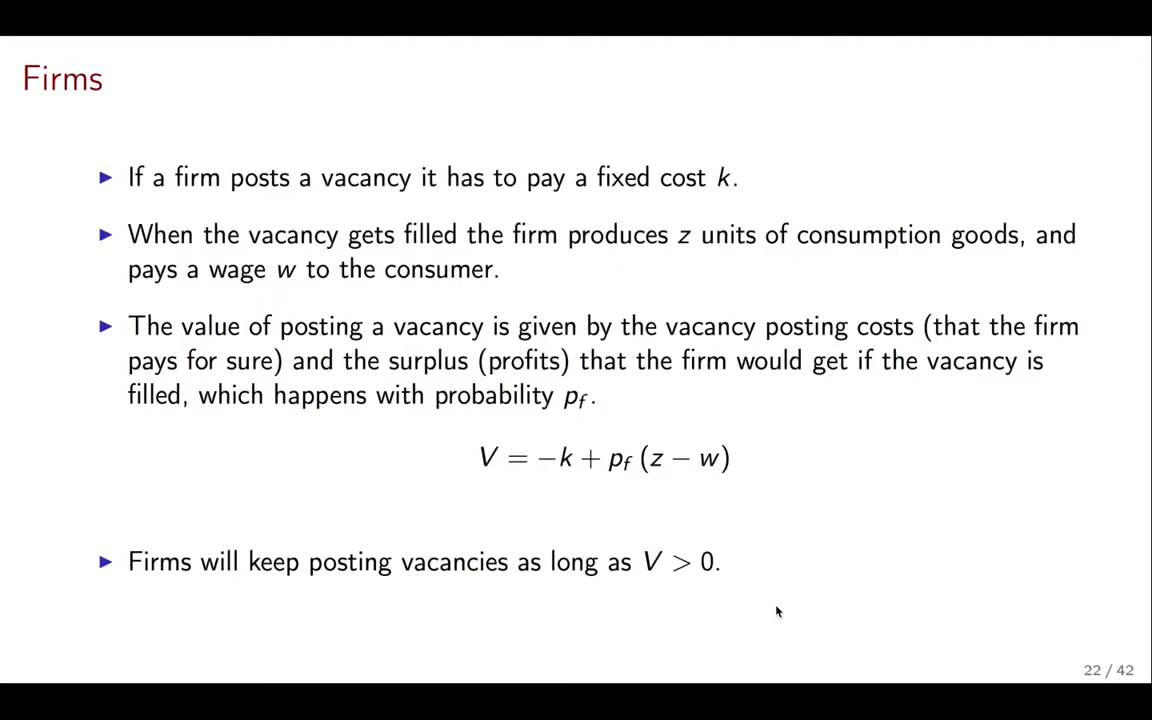 Firms
▶ If a firm posts a vacancy it has to pay a fixed cost k.
▶ When the vacancy gets filled the firm produces z units of consumption goods, and
pays a wage w to the consumer.
▶ The value of posting a vacancy is given by the vacancy posting costs (that the firm
pays for sure) and the surplus (profits) that the firm would get if the vacancy is
filled, which happens with probability p_f.
V = −k + p_f (z − w)
▶ Firms will keep posting vacancies as long as V > 0.
22 / 42